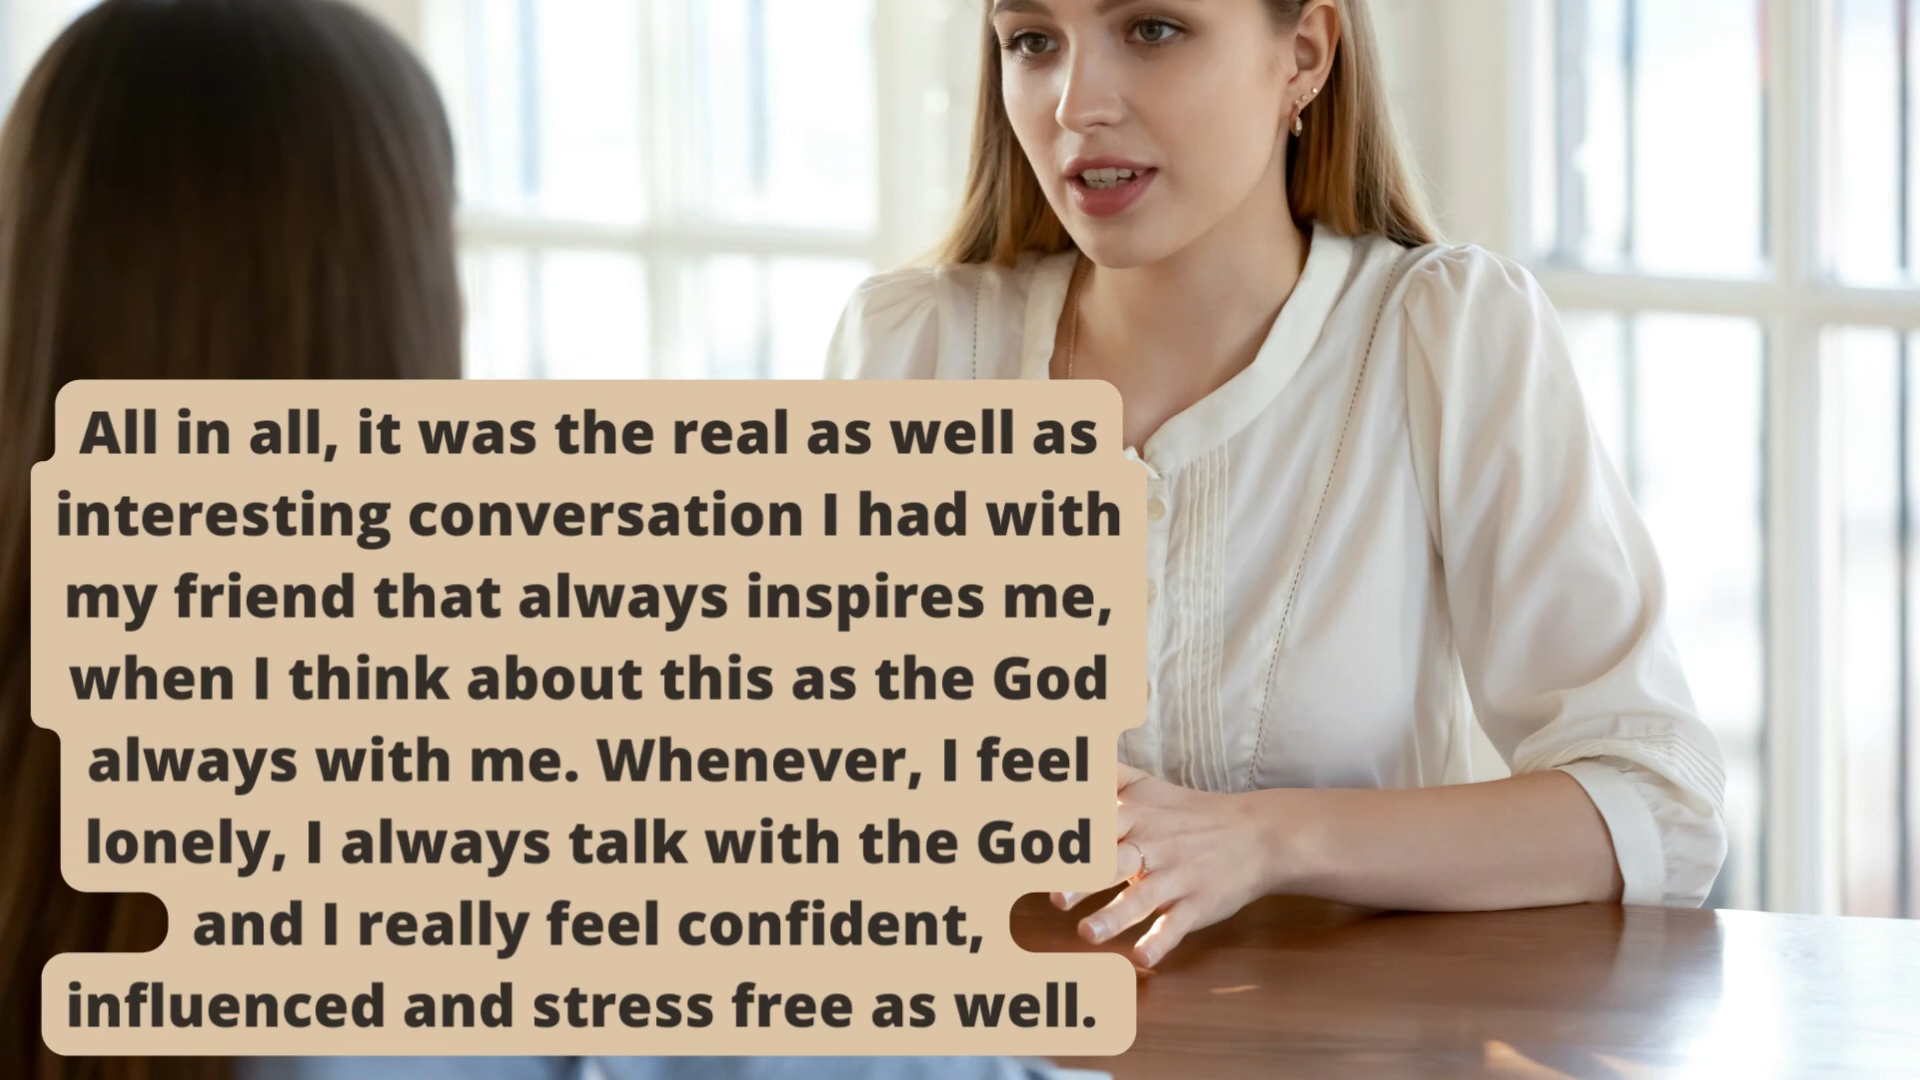 All in all, it was the real as well as
interesting conversation I had with
my friend that always inspires me,
when I think about this as the God
always with me. Whenever, I feel
lonely, I always talk with the God
and I really feel confident,
influenced and stress free as well.